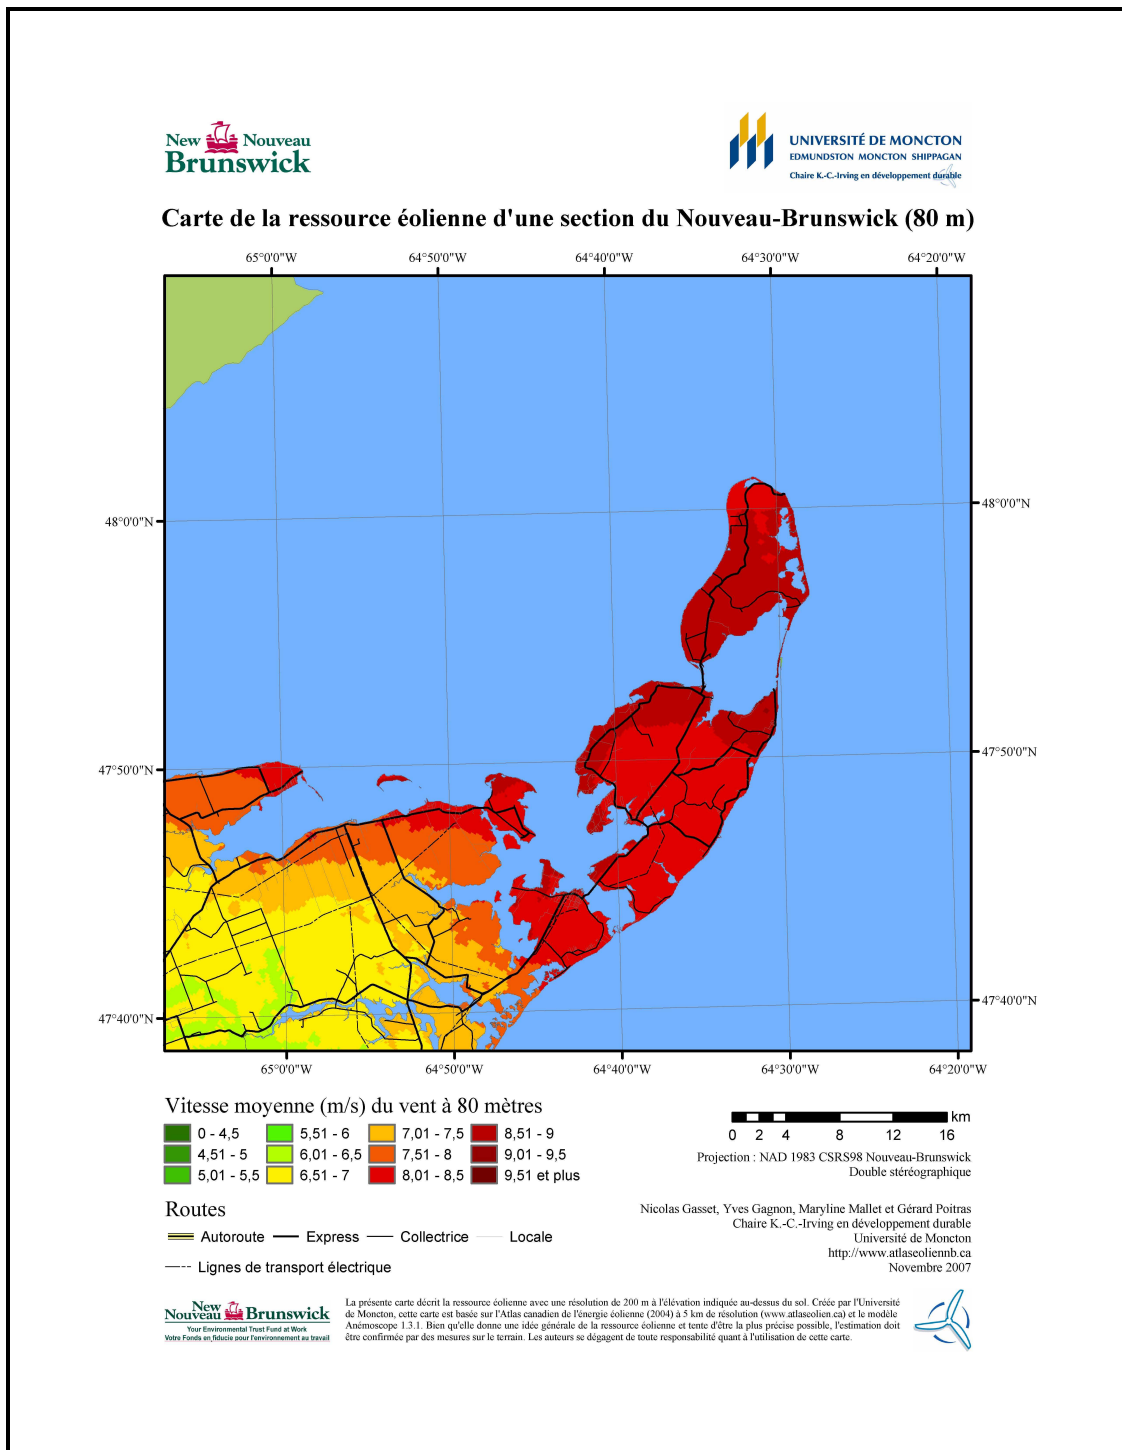 New Nouveau
Brunswick
UNIVERSITÉ DE MONCTON
EDMUNDSTON MONCTON SHIPPAGAN
Chaire K.-C.-Irving en développement durable
Carte de la ressource éolienne d'une section du Nouveau-Brunswick (80 m)
65°0'0"W 64°50'0"W 64°40'0"W 64°30'0"W 64°20'0"W
48°0'0"N
48°0'0"N
47°50'0"N
47°50'0"N
47°40'0"N
47°40'0"N
65°0'0"W 64°50'0"W 64°40'0"W 64°30'0"W 64°20'0"W
Vitesse moyenne (m/s) du vent à 80 mètres
0 - 4,5 5,51 - 6 7,01 - 7,5 8,51 - 9
4,51 - 5 6,01 - 6,5 7,51 - 8 9,01 - 9,5
5,01 - 5,5 6,51 - 7 8,01 - 8,5 9,51 et plus
km
0 2 4 8 12 16
Projection : NAD 1983 CSRS98 Nouveau-Brunswick
Double stéréographique
Routes
Autoroute Express Collectrice Locale
Lignes de transport électrique
Nicolas Gasset, Yves Gagnon, Maryline Mallet et Gérard Poitras
Chaire K.-C.-Irving en développement durable
Université de Moncton
http://www.atlaseoliennb.ca
Novembre 2007
New
Nouveau Brunswick
Your Environmental Trust Fund at Work
Votre Fonds en fiducie pour l'environnement au travail
La présente carte décrit la ressource éolienne avec une résolution de 200 m à l'élévation indiquée au-dessus du sol. Créée par l'Université
de Moncton, cette carte est basée sur l'Atlas canadien de l'énergie éolienne (2004) à 5 km de résolution (www.atlaseolien.ca) et le modèle
Anémoscope 1.3.1. Bien qu'elle donne une idée générale de la ressource éolienne et tente d'être la plus précise possible, l'estimation doit
être confirmée par des mesures sur le terrain. Les auteurs se dégagent de toute responsabilité quant à l'utilisation de cette carte.